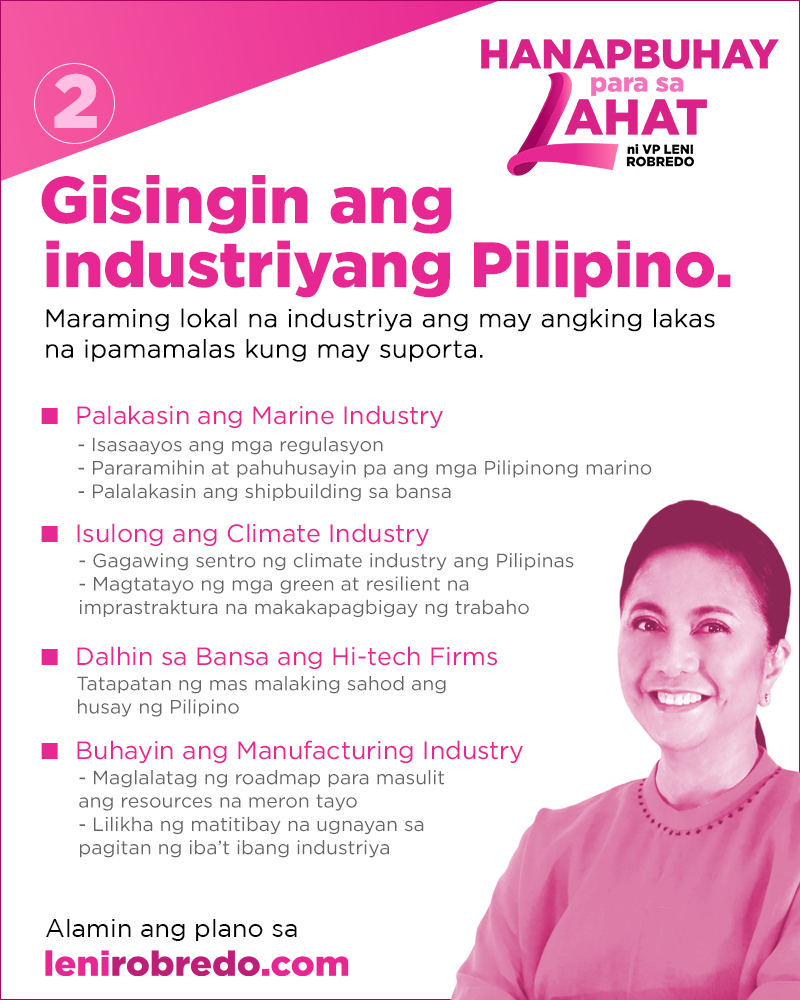 2
HANAPBUHAY
para sa
LAHAT
ni VP LENI
ROBREDO
Gisingin ang
industriyang Pilipino.
Maraming lokal na industriya ang may angking lakas
na ipamamalas kung may suporta.
■ Palakasin ang Marine Industry
- Isasaayos ang mga regulasyon
- Pararamihin at pahuhusayin pa ang mga Pilipinong marino
- Palalakasin ang shipbuilding sa bansa
■ Isulong ang Climate Industry
- Gagawing sentro ng climate industry ang Pilipinas
- Magtatayo ng mga green at resilient na
imprastraktura na makakapagbigay ng trabaho
■ Dalhin sa Bansa ang Hi-tech Firms
Tatapatan ng mas malaking sahod ang
husay ng Pilipino
■ Buhayin ang Manufacturing Industry
- Maglalatag ng roadmap para masulit
ang resources na meron tayo
- Lilikha ng matitibay na ugnayan sa
pagitan ng iba't ibang industriya
Alamin ang plano sa
lenirobredo.com